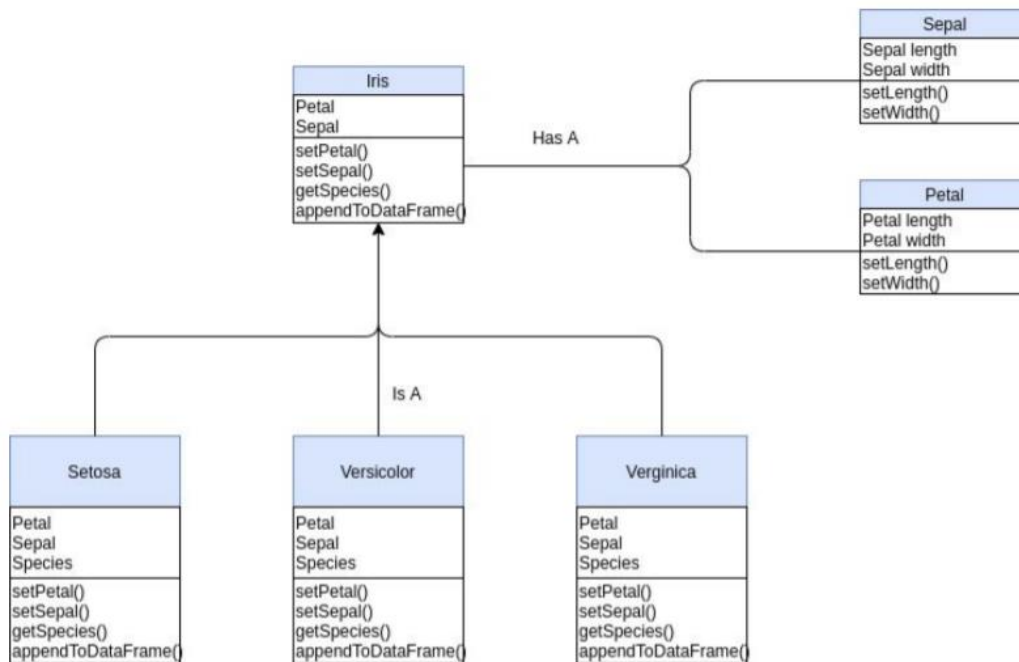 Sepal
Sepal length
Sepal width
setLength()
setWidth()
Iris
Petal
Sepal
setPetal()
setSepal()
getSpecies()
appendToDataFrame()
Has A
Petal
Petal length
Petal width
setLength()
setWidth()
Is A
Setosa
Petal
Sepal
Species
setPetal()
setSepal()
getSpecies()
appendToDataFrame()
Versicolor
Petal
Sepal
Species
setPetal()
setSepal()
getSpecies()
appendToDataFrame()
Verginica
Petal
Sepal
Species
setPetal()
setSepal()
getSpecies()
appendToDataFrame()